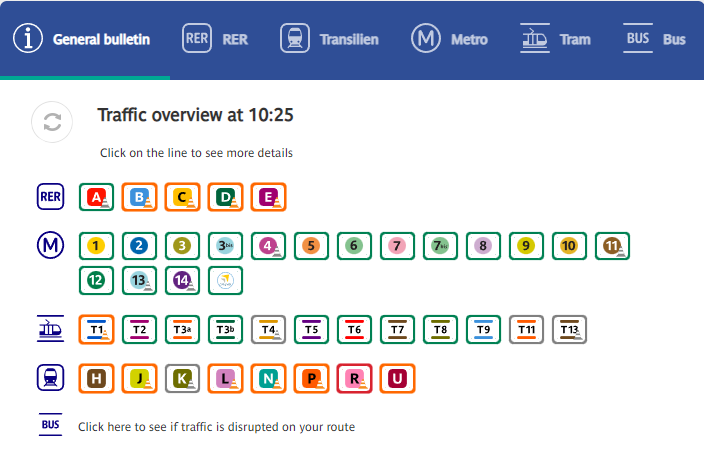 General bulletin RER RER Transilien M Metro Tram BUS Bus
Traffic overview at 10:25
Click on the line to see more details
RER A B C D E
M 1 2 3 3bis 4 5 6 7 7bis 8 9 10 11
12 13 14
T1 T2 T3a T3b T4 T5 T6 T7 T8 T9 T11 T13
H J K L N P R U
BUS Click here to see if traffic is disrupted on your route